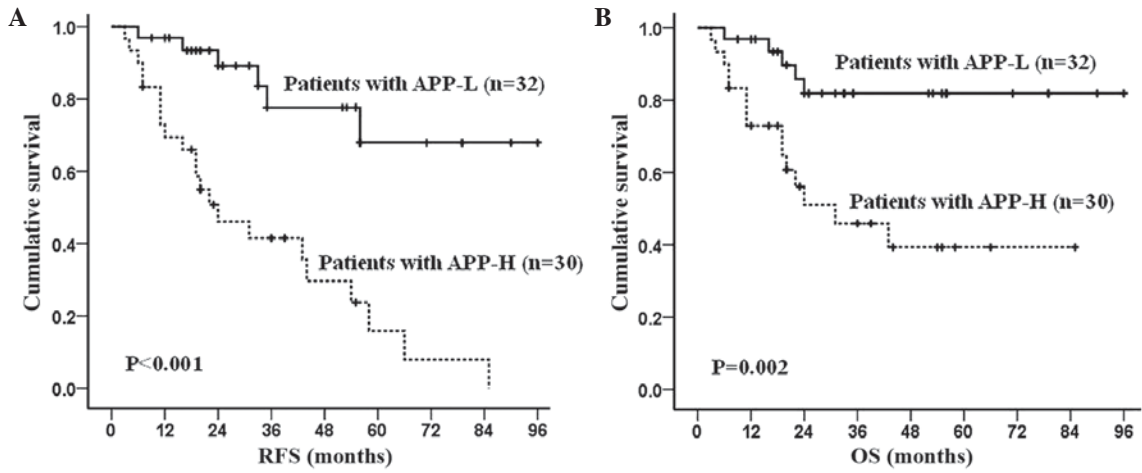 A
Cumulative survival
1.0
0.8
0.6
0.4
0.2
0.0
Patients with APP-L (n=32)
Patients with APP-H (n=30)
P<0.001
0 12 24 36 48 60 72 84 96
RFS (months)
B
Cumulative survival
1.0
0.8
0.6
0.4
0.2
0.0
Patients with APP-L (n=32)
Patients with APP-H (n=30)
P=0.002
0 12 24 36 48 60 72 84 96
OS (months)